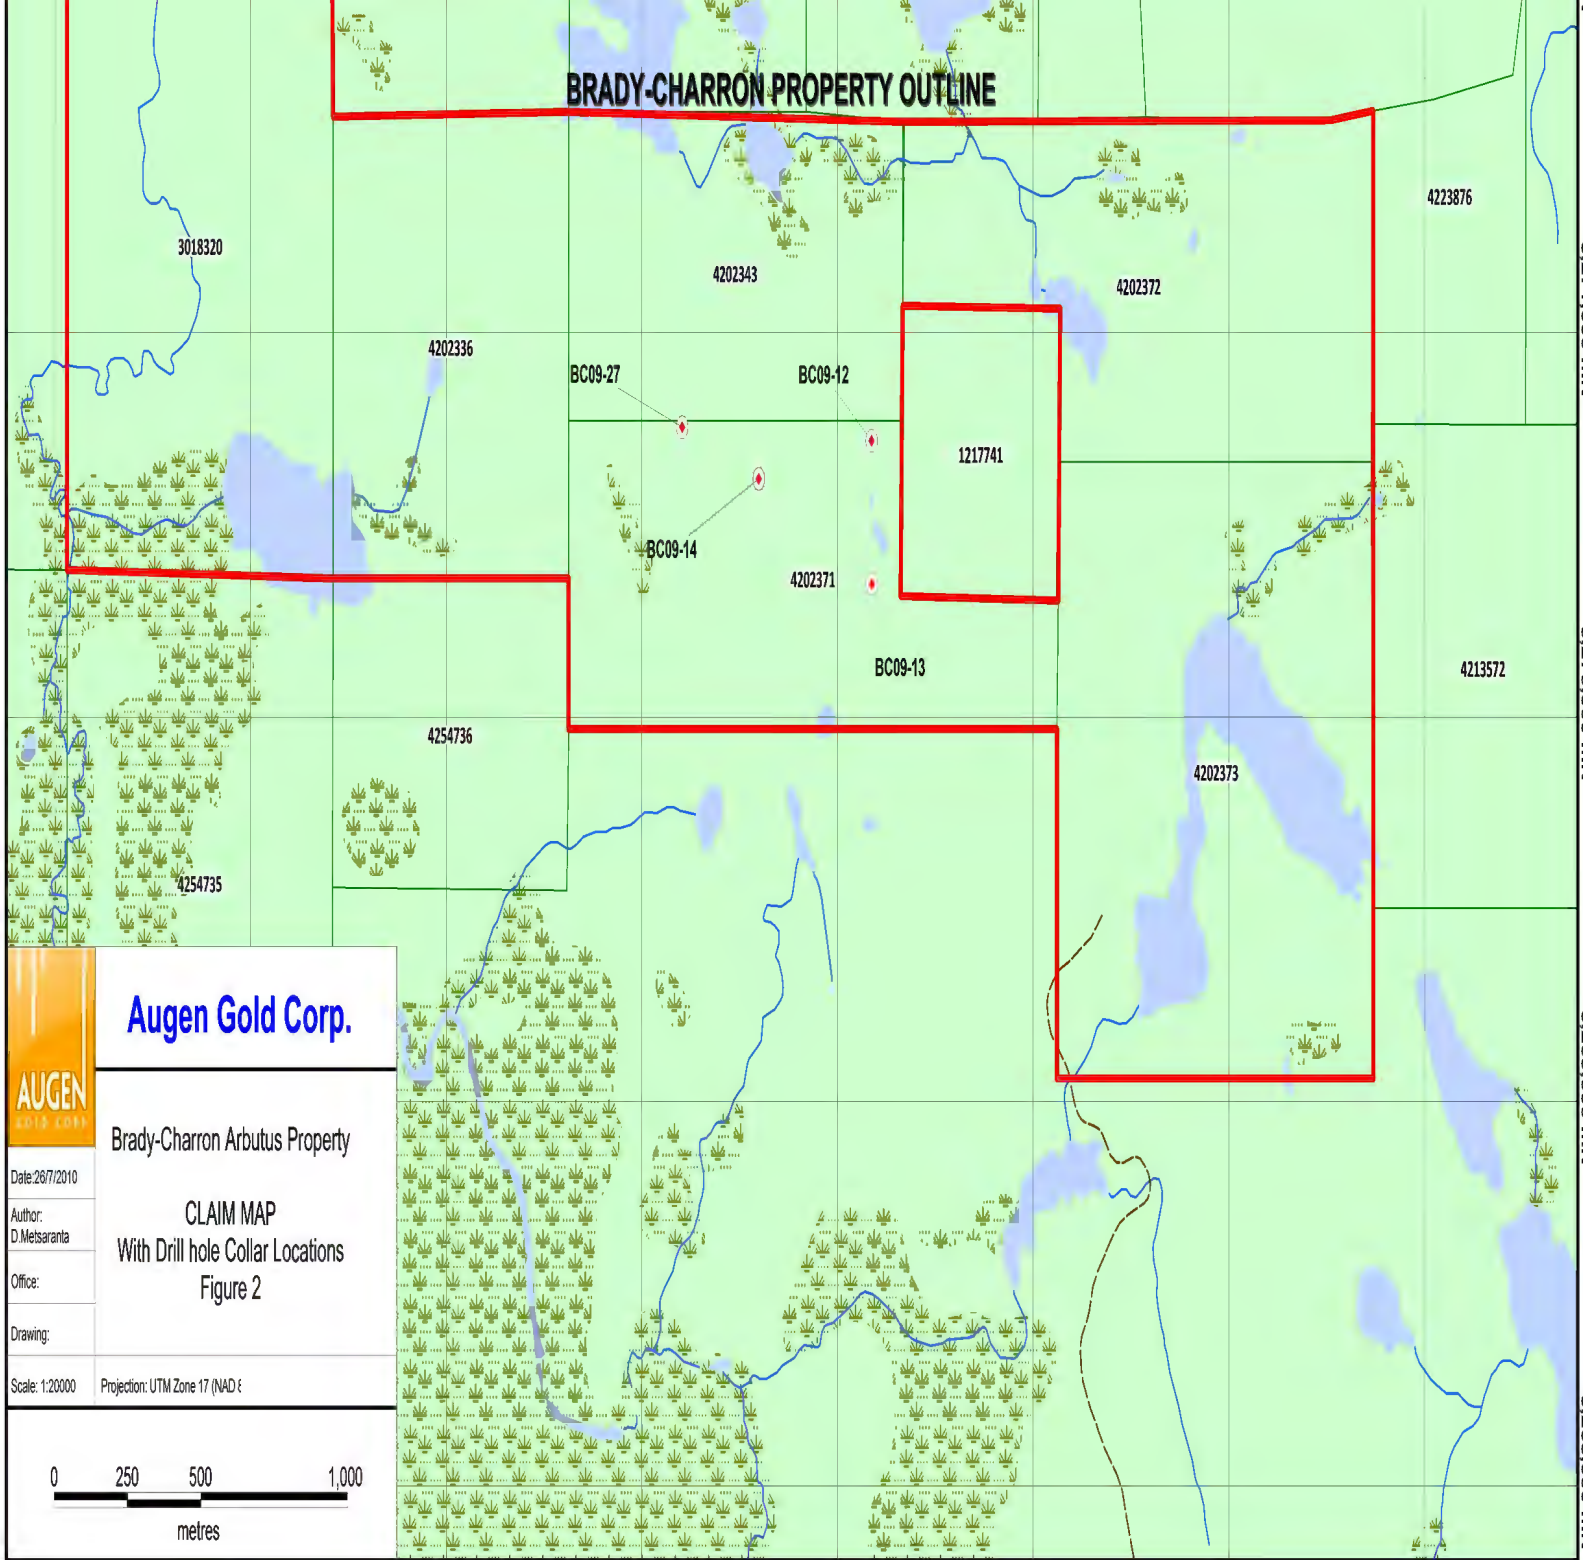 BRADY-CHARRON PROPERTY OUTLINE
4223876
3018320
4202343
4202372
4202336
BC09-27
BC09-12
1217741
BC09-14
4202371
BC09-13
4213572
4254736
4202373
4254735
Augen Gold Corp.
AUGEN
GOLD CORP
Brady-Charron Arbutus Property
Date:26/7/2010
Author:
D.Metsaranta
CLAIM MAP
With Drill hole Collar Locations
Figure 2
Office:
Drawing:
Scale: 1:20000
Projection: UTM Zone 17 (NAD
0 250 500 1,000
metres